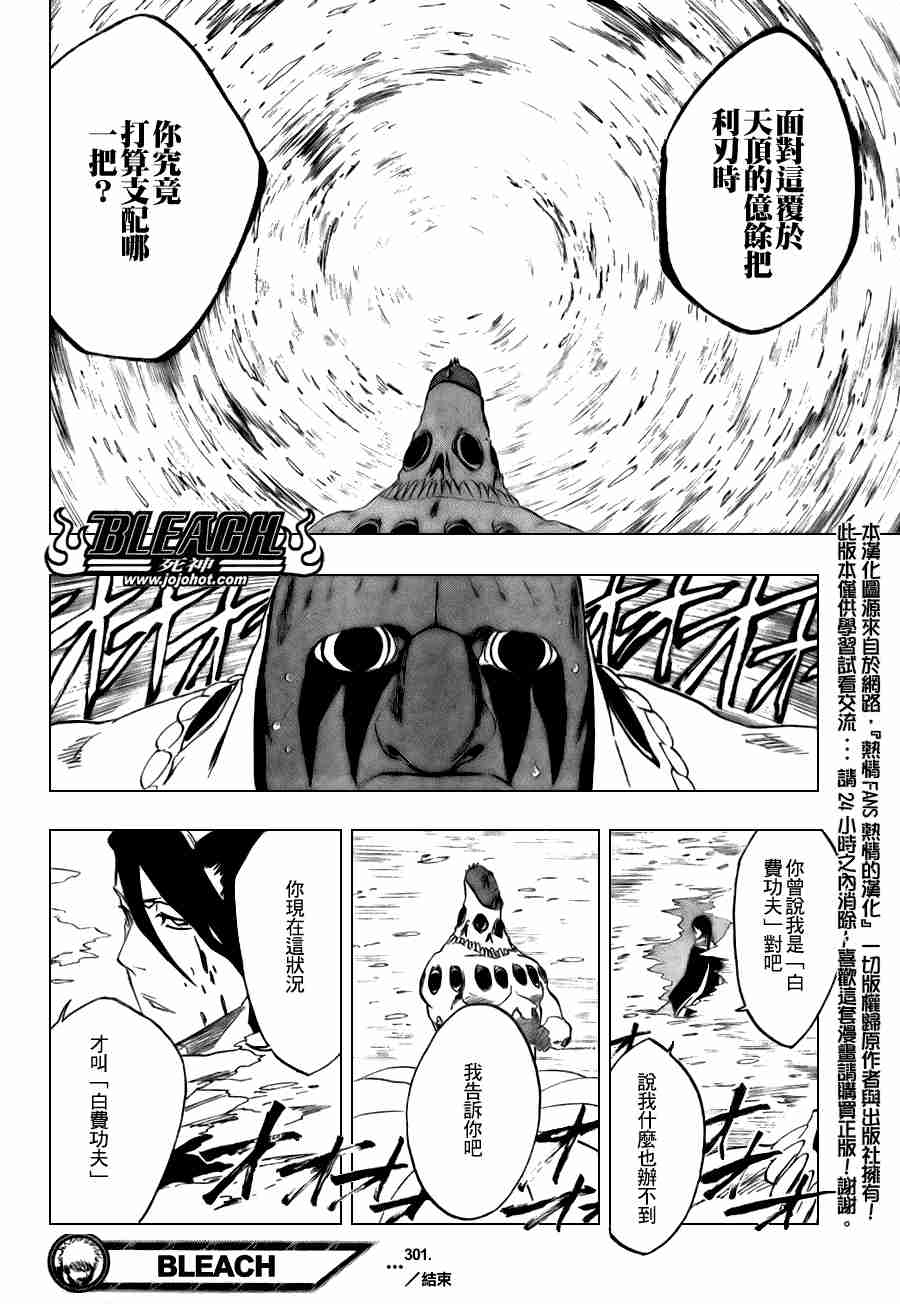 面對這覆於
天頂的億餘把
利刃時
你究竟
打算支配哪
一把？
BLEACH
死神
www.jojohot.com
你曾說我是「白
費功夫」對吧
說我什麼也辦不到
我告訴你吧
你現在這狀況
才叫「白費功夫」
本漢化圖源來自於網路，『熱情FANS熱情的漢化』一切版權歸原作者與出版社擁有！
此版本僅供學習試看交流…請24小時之內消除~喜歡這套漫畫請購買正版！謝謝。
BLEACH
301.
…／結束